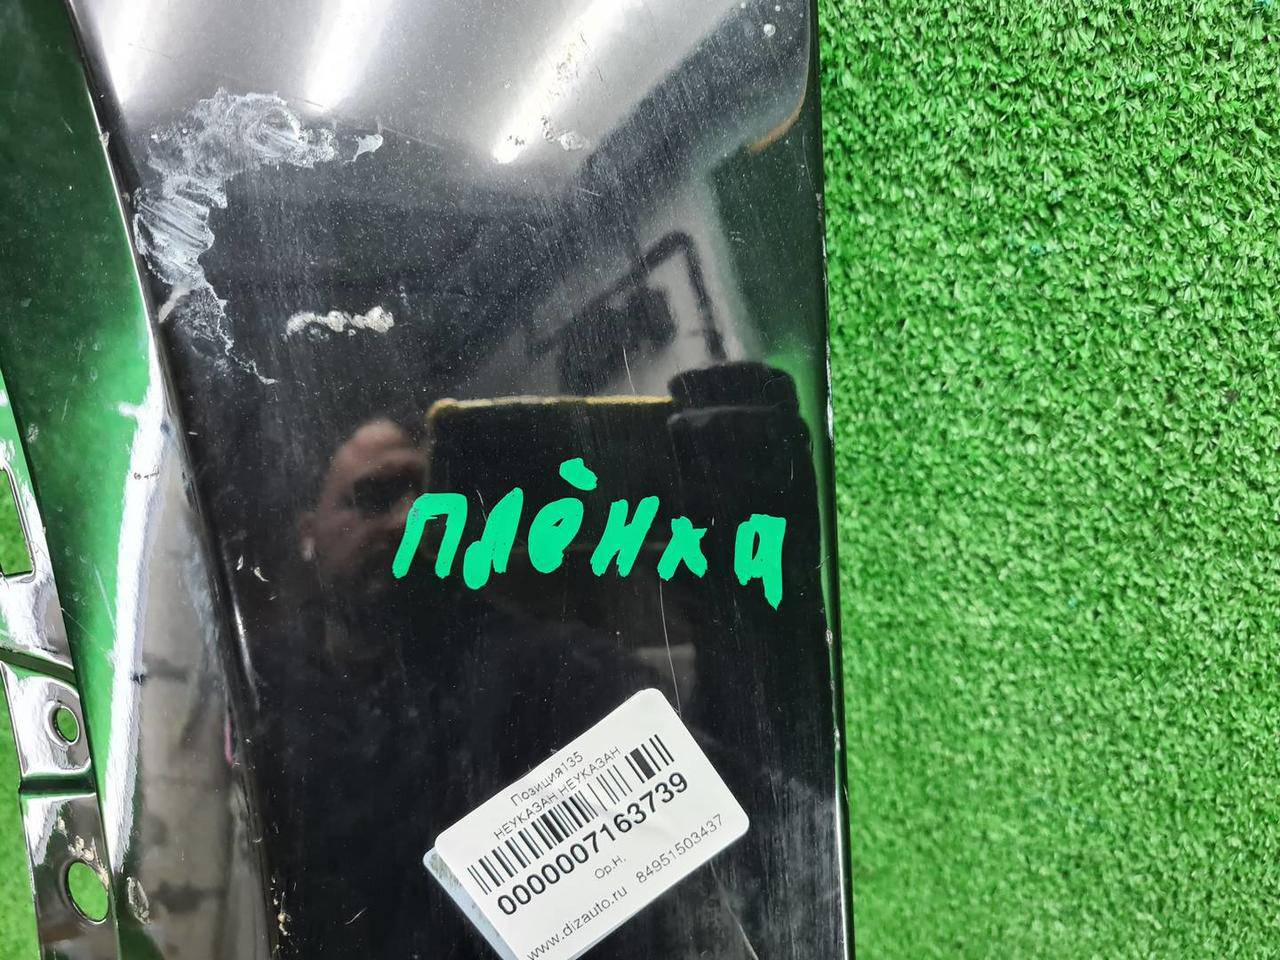 плёнка
Позиция135
НЕУКАЗАН НЕУКАЗАН
0000007163739
Ор.Н.
www.dizauto.ru 84951503437